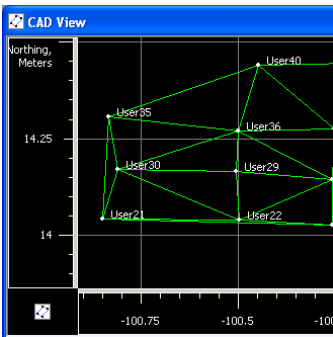 CAD View
Northing,
Meters
User40
User35
User36
14.25
User30
User29
User21
User22
14
-100.75
-100.5